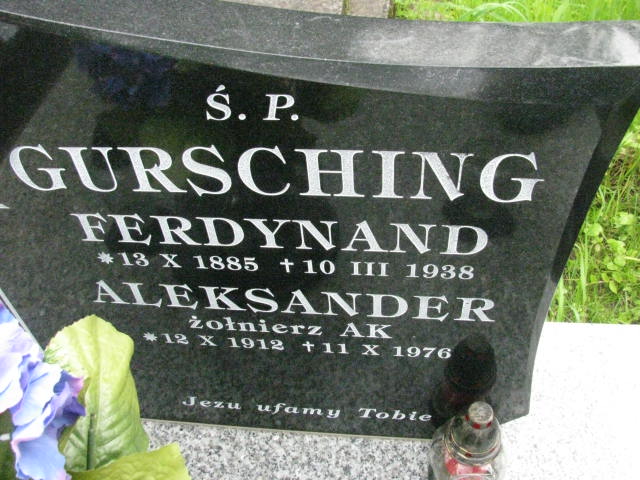 Ś. P.
GURSCHING
FERDYNAND
*13 X 1885 †10 III 1938
ALEKSANDER
żołnierz AK
*12 X 1912 †11 X 1976
Jezu ufamy Tobie